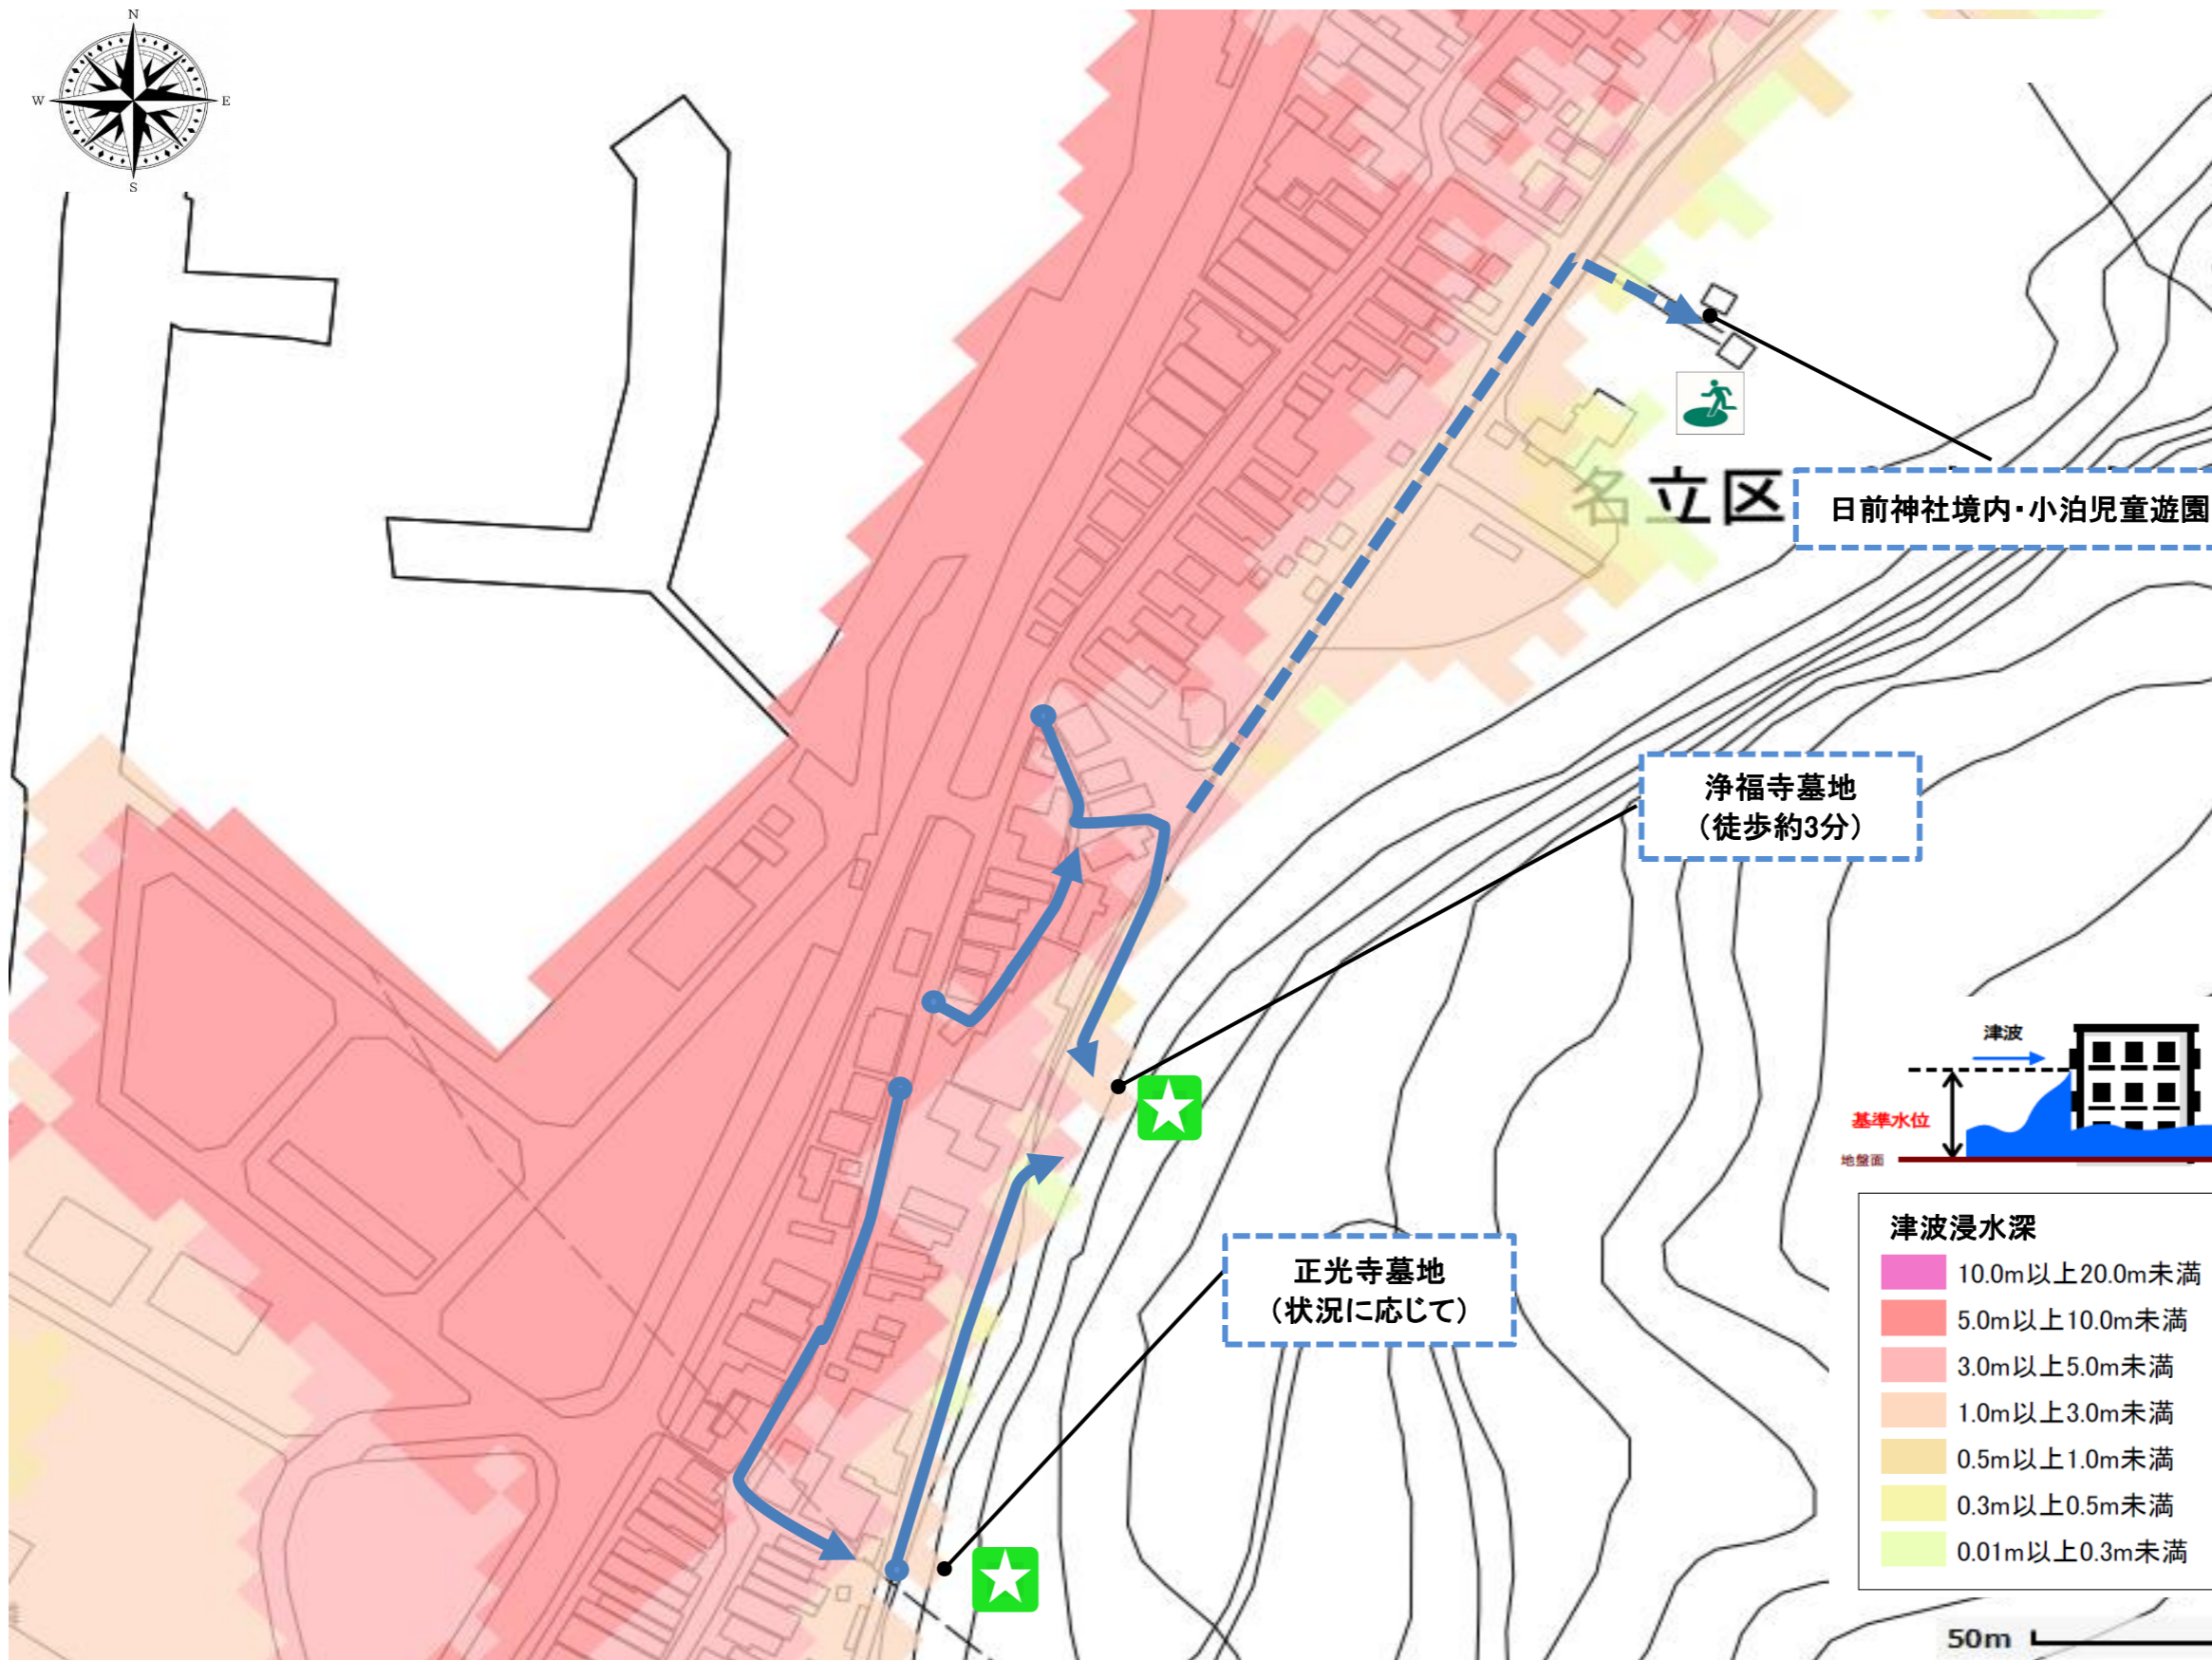 N
W
E
S
名立区
日前神社境内・小泊児童遊園
浄福寺墓地
（徒歩約3分）
津波
基準水位
地盤面
正光寺墓地
（状況に応じて）
津波浸水深
10.0m以上20.0m未満
5.0m以上10.0m未満
3.0m以上5.0m未満
1.0m以上3.0m未満
0.5m以上1.0m未満
0.3m以上0.5m未満
0.01m以上0.3m未満
50m